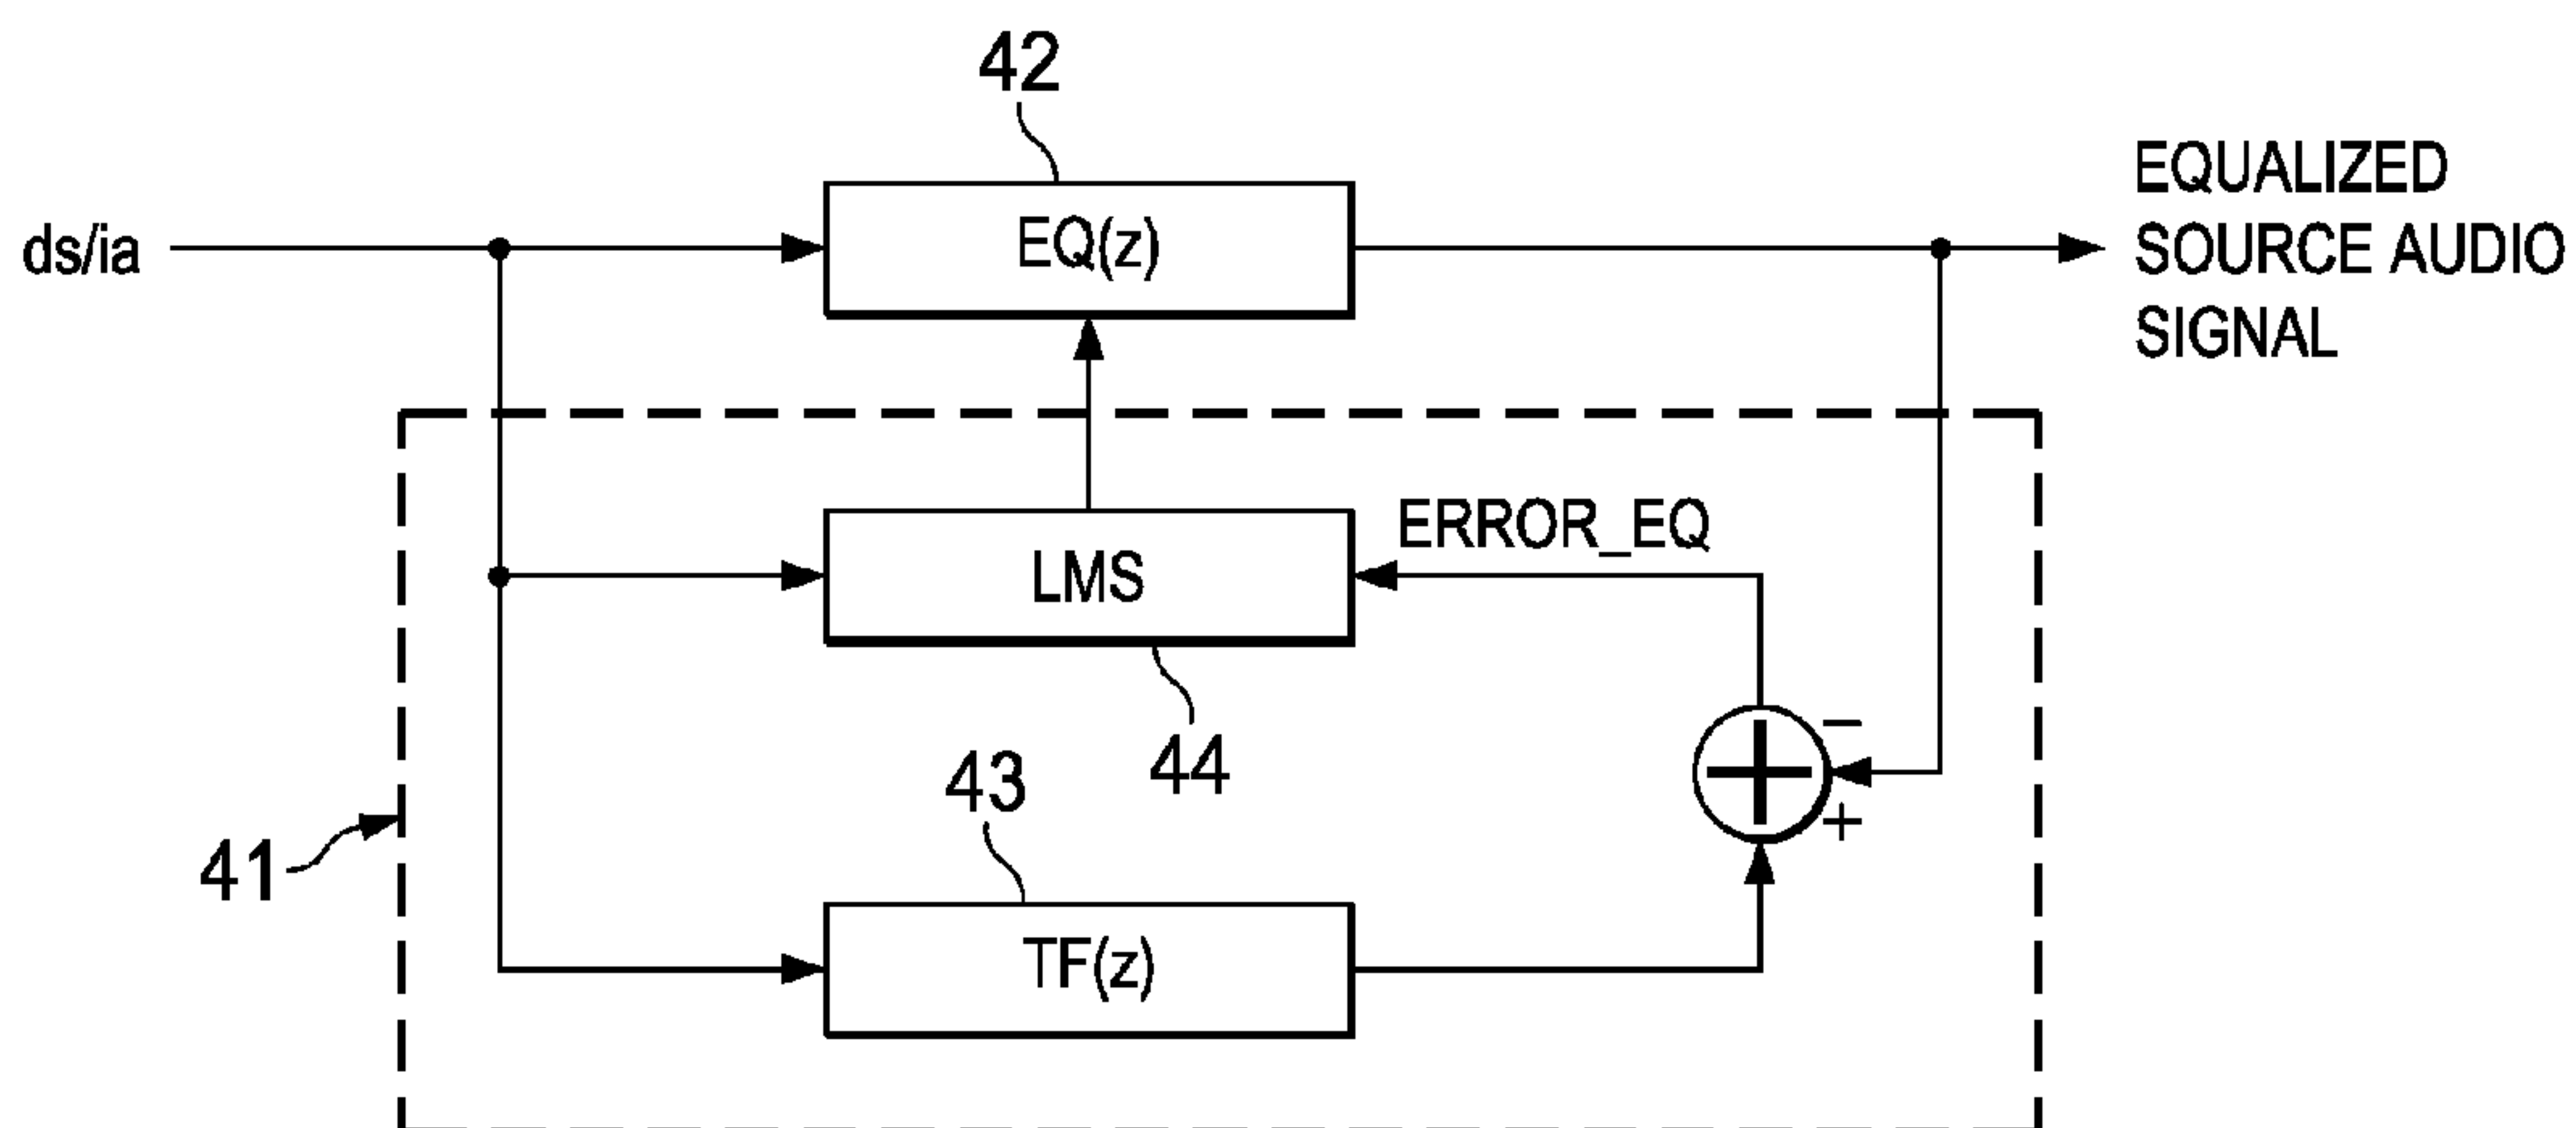 42
EQUALIZED
ds/ia
EQ(z)
SOURCE AUDIO
SIGNAL
ERROR_EQ
LMS
−
44
43
+
41
TF(z)